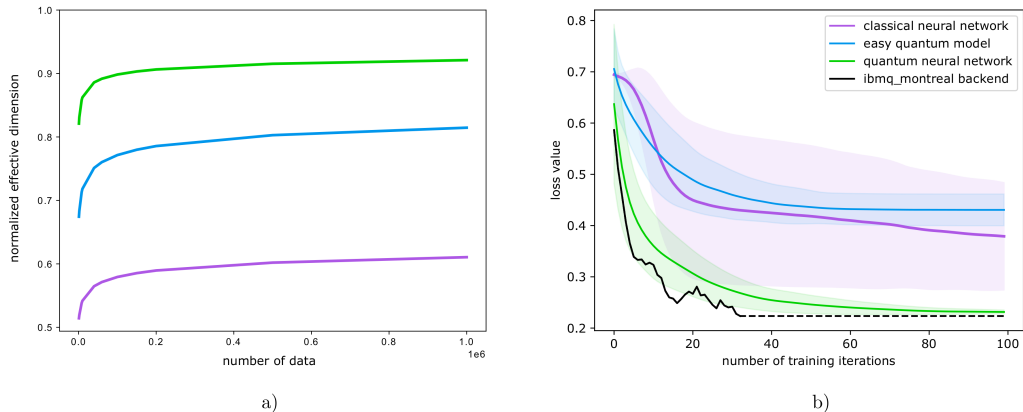 1.0
0.9
0.8
0.7
0.6
0.5
normalized effective dimension
0.0 0.2 0.4 0.6 0.8 1.0
1e6
number of data
a)
0.8
0.7
0.6
0.5
0.4
0.3
0.2
loss value
classical neural network
easy quantum model
quantum neural network
ibmq_montreal backend
0 20 40 60 80 100
number of training iterations
b)